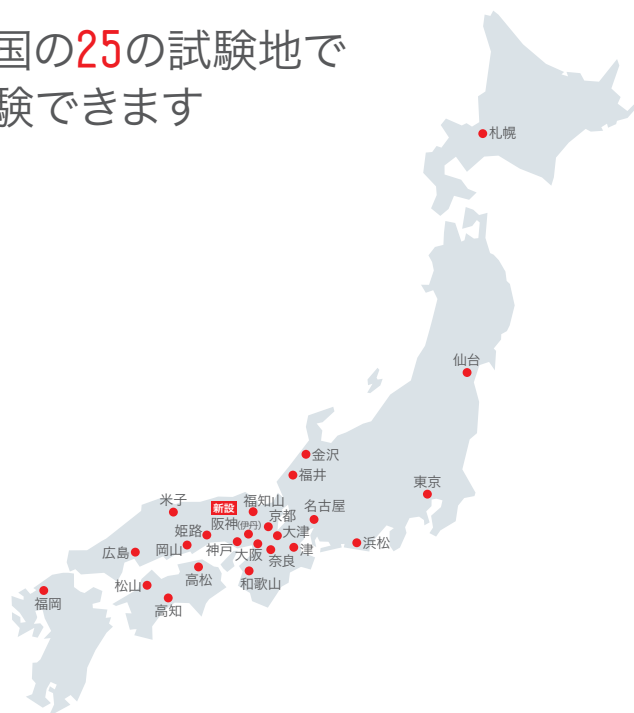 国の25の試験地で
験できます
札幌
仙台
金沢
福井
東京
米子
新設
福知山
名古屋
阪神(伊丹)
京都
姫路
大津
浜松
広島
岡山
神戸
大阪
奈良
津
松山
高松
和歌山
福岡
高知